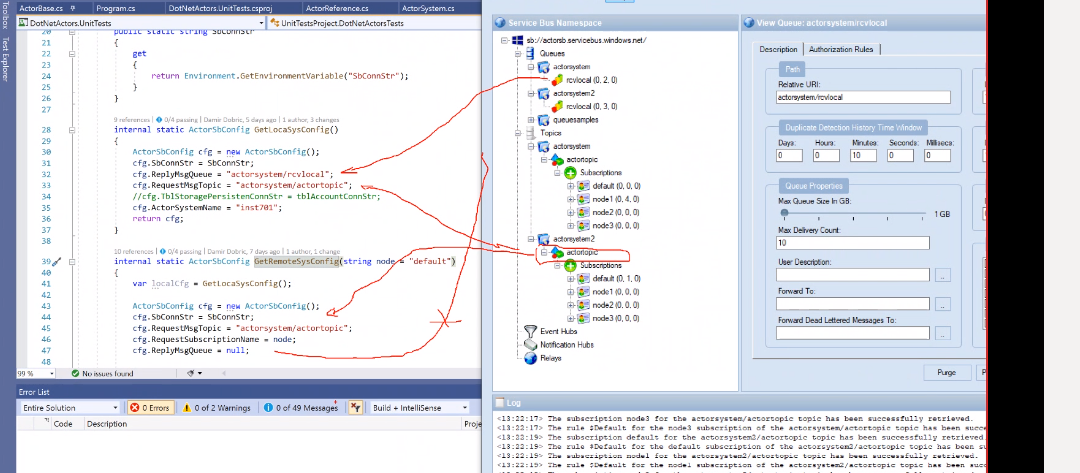 ActorBase.cs
Program.cs
DotNetActors.UnitTests.csproj
ActorReference.cs
ActorSystem.cs
Toolbox
Test Explorer
DotNetActors.UnitTests
UnitTestsProject.DotNetActorsTests
20 public static string SbConnStr
21 {
22 get
23 {
24 return Environment.GetEnvironmentVariable("SbConnStr");
25 }
26 }
27
9 references | 0/4 passing | Damir Dobric, 5 days ago | 1 author, 3 changes
28 internal static ActorSbConfig GetLocaSysConfig()
29 {
30 ActorSbConfig cfg = new ActorSbConfig();
31 cfg.SbConnStr = SbConnStr;
32 cfg.ReplyMsgQueue = "actorsystem/rcvlocal";
33 cfg.RequestMsgTopic = "actorsystem/actortopic";
34 //cfg.TblStoragePersistenConnStr = tblAccountConnStr;
35 cfg.ActorSystemName = "inst701";
36 return cfg;
37 }
38
10 references | 0/4 passing | Damir Dobric, 7 days ago | 1 author, 1 change
39 internal static ActorSbConfig GetRemoteSysConfig(string node = "default")
40 {
41 var localCfg = GetLocaSysConfig();
42
43 ActorSbConfig cfg = new ActorSbConfig();
44 cfg.SbConnStr = SbConnStr;
45 cfg.RequestMsgTopic = "actorsystem/actortopic";
46 cfg.RequestSubscriptionName = node;
47 cfg.ReplyMsgQueue = null;
48
99 %
No issues found
Error List
Entire Solution
0 Errors
0 of 2 Warnings
0 of 49 Messages
Build + IntelliSense
Code
Description
Service Bus Namespace
sb://actorsb.servicebus.windows.net/
Queues
actorsystem
rcvlocal (0, 2, 0)
actorsystem2
rcvlocal (0, 3, 0)
queuesamples
Topics
actorsystem
actortopic
Subscriptions
default (0, 0, 0)
node1 (0, 4, 0)
node2 (0, 0, 0)
node3 (0, 0, 0)
actorsystem2
actortopic
Subscriptions
default (0, 1, 0)
node1 (0, 0, 0)
node2 (0, 0, 0)
node3 (0, 0, 0)
Event Hubs
Notification Hubs
Relays
View Queue: actorsystem/rcvlocal
Description
Authorization Rules
Path
Relative URI:
actorsystem/rcvlocal
Duplicate Detection History Time Window
Days: Hours: Minutes: Seconds: Millisecs:
0 0 10 0 0
Queue Properties
Max Queue Size In GB:
1 GB
Max Delivery Count:
10
User Description:
Forward To:
Forward Dead Lettered Messages To:
Purge
Log
<13:22:17> The subscription node3 for the actorsystem/actortopic topic has been successfully retrieved.
<13:22:17> The rule $Default for the node3 subscription of the actorsystem/actortopic topic has been succ
<13:22:19> The subscription default for the actorsystem2/actortopic topic has been successfully retrieved.
<13:22:19> The rule $Default for the default subscription of the actorsystem2/actortopic topic has been s
<13:22:19> The subscription node1 for the actorsystem2/actortopic topic has been successfully retrieved.
<13:22:19> The rule $Default for the node1 subscription of the actorsystem2/actortopic topic has been suc